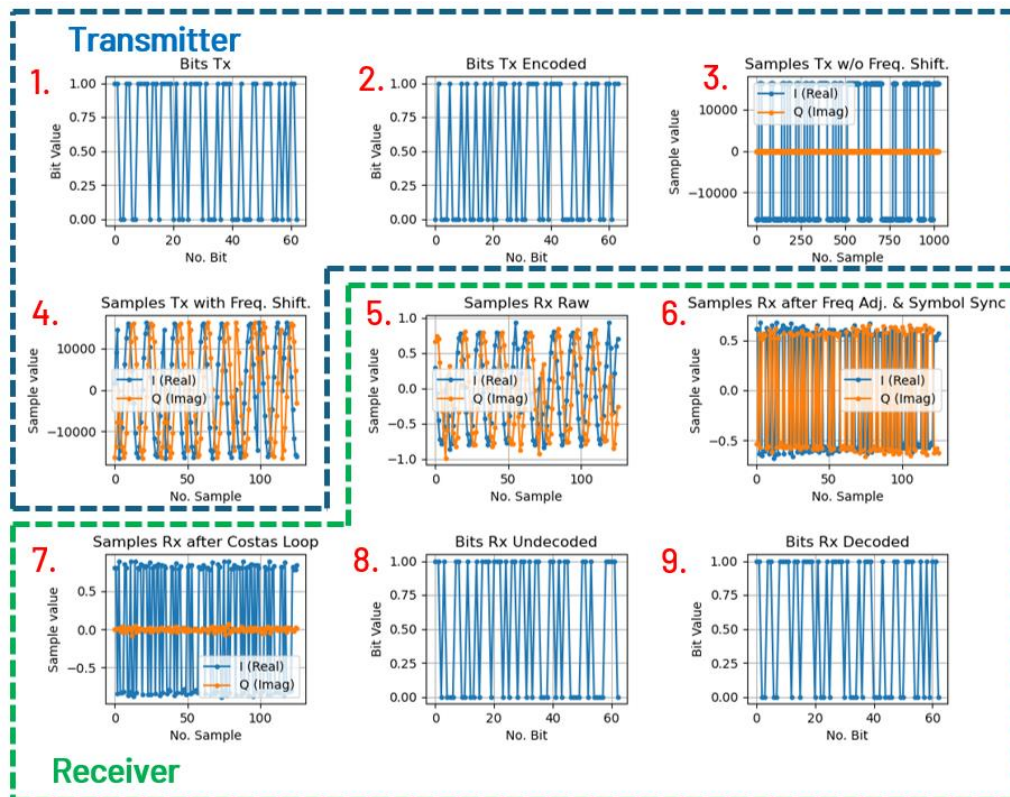 Transmitter
1.
Bits Tx
Bit Value
1.00
0.75
0.50
0.25
0.00
0
20
40
60
No. Bit
2.
Bits Tx Encoded
Bit Value
1.00
0.75
0.50
0.25
0.00
0
20
40
60
No. Bit
3.
Samples Tx w/o Freq. Shift.
Sample value
10000
0
−10000
I (Real)
Q (Imag)
0
250
500
750
1000
No. Sample
4.
Samples Tx with Freq. Shift.
Sample value
10000
0
−10000
I (Real)
Q (Imag)
0
50
100
No. Sample
5.
Samples Rx Raw
Sample value
1.0
0.5
0.0
−0.5
−1.0
I (Real)
Q (Imag)
0
50
100
No. Sample
6.
Samples Rx after Freq Adj. & Symbol Sync
Sample value
0.5
0.0
−0.5
I (Real)
Q (Imag)
0
50
100
No. Sample
7.
Samples Rx after Costas Loop
Sample value
0.5
0.0
−0.5
I (Real)
Q (Imag)
0
50
100
No. Sample
8.
Bits Rx Undecoded
Bit Value
1.00
0.75
0.50
0.25
0.00
0
20
40
60
No. Bit
9.
Bits Rx Decoded
Bit Value
1.00
0.75
0.50
0.25
0.00
0
20
40
60
No. Bit
Receiver